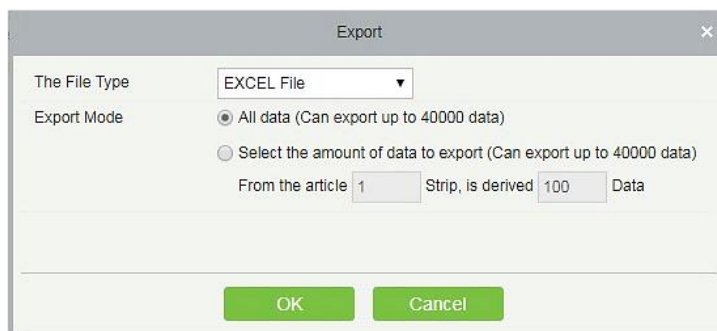 Export
The File Type EXCEL File
Export Mode All data (Can export up to 40000 data)
Select the amount of data to export (Can export up to 40000 data)
From the article 1 Strip, is derived 100 Data
OK Cancel